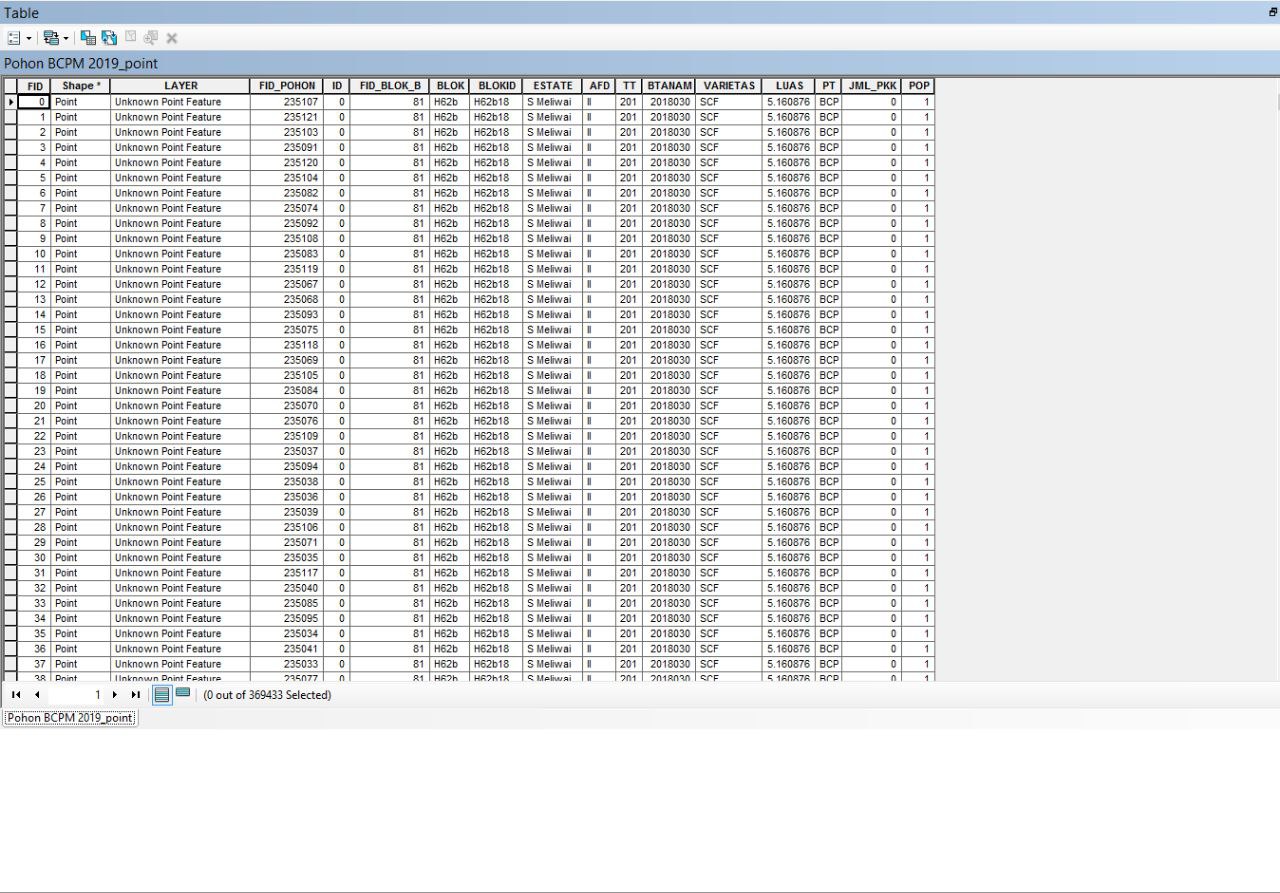 Table
Pohon BCPM 2019_point
FID Shape * LAYER FID_POHON ID FID_BLOK_B BLOK BLOKID ESTATE AFD TT BTANAM VARIETAS LUAS PT JML_PKK POP
0 Point Unknown Point Feature 235107 0 81 H62b H62b18 S Meliwai II 201 2018030 SCF 5.160876 BCP 0 1
1 Point Unknown Point Feature 235121 0 81 H62b H62b18 S Meliwai II 201 2018030 SCF 5.160876 BCP 0 1
2 Point Unknown Point Feature 235103 0 81 H62b H62b18 S Meliwai II 201 2018030 SCF 5.160876 BCP 0 1
3 Point Unknown Point Feature 235091 0 81 H62b H62b18 S Meliwai II 201 2018030 SCF 5.160876 BCP 0 1
4 Point Unknown Point Feature 235120 0 81 H62b H62b18 S Meliwai II 201 2018030 SCF 5.160876 BCP 0 1
5 Point Unknown Point Feature 235104 0 81 H62b H62b18 S Meliwai II 201 2018030 SCF 5.160876 BCP 0 1
6 Point Unknown Point Feature 235082 0 81 H62b H62b18 S Meliwai II 201 2018030 SCF 5.160876 BCP 0 1
7 Point Unknown Point Feature 235074 0 81 H62b H62b18 S Meliwai II 201 2018030 SCF 5.160876 BCP 0 1
8 Point Unknown Point Feature 235092 0 81 H62b H62b18 S Meliwai II 201 2018030 SCF 5.160876 BCP 0 1
9 Point Unknown Point Feature 235108 0 81 H62b H62b18 S Meliwai II 201 2018030 SCF 5.160876 BCP 0 1
10 Point Unknown Point Feature 235083 0 81 H62b H62b18 S Meliwai II 201 2018030 SCF 5.160876 BCP 0 1
11 Point Unknown Point Feature 235119 0 81 H62b H62b18 S Meliwai II 201 2018030 SCF 5.160876 BCP 0 1
12 Point Unknown Point Feature 235067 0 81 H62b H62b18 S Meliwai II 201 2018030 SCF 5.160876 BCP 0 1
13 Point Unknown Point Feature 235068 0 81 H62b H62b18 S Meliwai II 201 2018030 SCF 5.160876 BCP 0 1
14 Point Unknown Point Feature 235093 0 81 H62b H62b18 S Meliwai II 201 2018030 SCF 5.160876 BCP 0 1
15 Point Unknown Point Feature 235075 0 81 H62b H62b18 S Meliwai II 201 2018030 SCF 5.160876 BCP 0 1
16 Point Unknown Point Feature 235118 0 81 H62b H62b18 S Meliwai II 201 2018030 SCF 5.160876 BCP 0 1
17 Point Unknown Point Feature 235069 0 81 H62b H62b18 S Meliwai II 201 2018030 SCF 5.160876 BCP 0 1
18 Point Unknown Point Feature 235105 0 81 H62b H62b18 S Meliwai II 201 2018030 SCF 5.160876 BCP 0 1
19 Point Unknown Point Feature 235084 0 81 H62b H62b18 S Meliwai II 201 2018030 SCF 5.160876 BCP 0 1
20 Point Unknown Point Feature 235070 0 81 H62b H62b18 S Meliwai II 201 2018030 SCF 5.160876 BCP 0 1
21 Point Unknown Point Feature 235076 0 81 H62b H62b18 S Meliwai II 201 2018030 SCF 5.160876 BCP 0 1
22 Point Unknown Point Feature 235109 0 81 H62b H62b18 S Meliwai II 201 2018030 SCF 5.160876 BCP 0 1
23 Point Unknown Point Feature 235037 0 81 H62b H62b18 S Meliwai II 201 2018030 SCF 5.160876 BCP 0 1
24 Point Unknown Point Feature 235094 0 81 H62b H62b18 S Meliwai II 201 2018030 SCF 5.160876 BCP 0 1
25 Point Unknown Point Feature 235038 0 81 H62b H62b18 S Meliwai II 201 2018030 SCF 5.160876 BCP 0 1
26 Point Unknown Point Feature 235036 0 81 H62b H62b18 S Meliwai II 201 2018030 SCF 5.160876 BCP 0 1
27 Point Unknown Point Feature 235039 0 81 H62b H62b18 S Meliwai II 201 2018030 SCF 5.160876 BCP 0 1
28 Point Unknown Point Feature 235106 0 81 H62b H62b18 S Meliwai II 201 2018030 SCF 5.160876 BCP 0 1
29 Point Unknown Point Feature 235071 0 81 H62b H62b18 S Meliwai II 201 2018030 SCF 5.160876 BCP 0 1
30 Point Unknown Point Feature 235035 0 81 H62b H62b18 S Meliwai II 201 2018030 SCF 5.160876 BCP 0 1
31 Point Unknown Point Feature 235117 0 81 H62b H62b18 S Meliwai II 201 2018030 SCF 5.160876 BCP 0 1
32 Point Unknown Point Feature 235040 0 81 H62b H62b18 S Meliwai II 201 2018030 SCF 5.160876 BCP 0 1
33 Point Unknown Point Feature 235085 0 81 H62b H62b18 S Meliwai II 201 2018030 SCF 5.160876 BCP 0 1
34 Point Unknown Point Feature 235095 0 81 H62b H62b18 S Meliwai II 201 2018030 SCF 5.160876 BCP 0 1
35 Point Unknown Point Feature 235034 0 81 H62b H62b18 S Meliwai II 201 2018030 SCF 5.160876 BCP 0 1
36 Point Unknown Point Feature 235041 0 81 H62b H62b18 S Meliwai II 201 2018030 SCF 5.160876 BCP 0 1
37 Point Unknown Point Feature 235033 0 81 H62b H62b18 S Meliwai II 201 2018030 SCF 5.160876 BCP 0 1
38 Point Unknown Point Feature 235077 0 81 H62b H62b18 S Meliwai II 201 2018030 SCF 5.160876 BCP 0 1
1 (0 out of 369433 Selected)
Pohon BCPM 2019_point